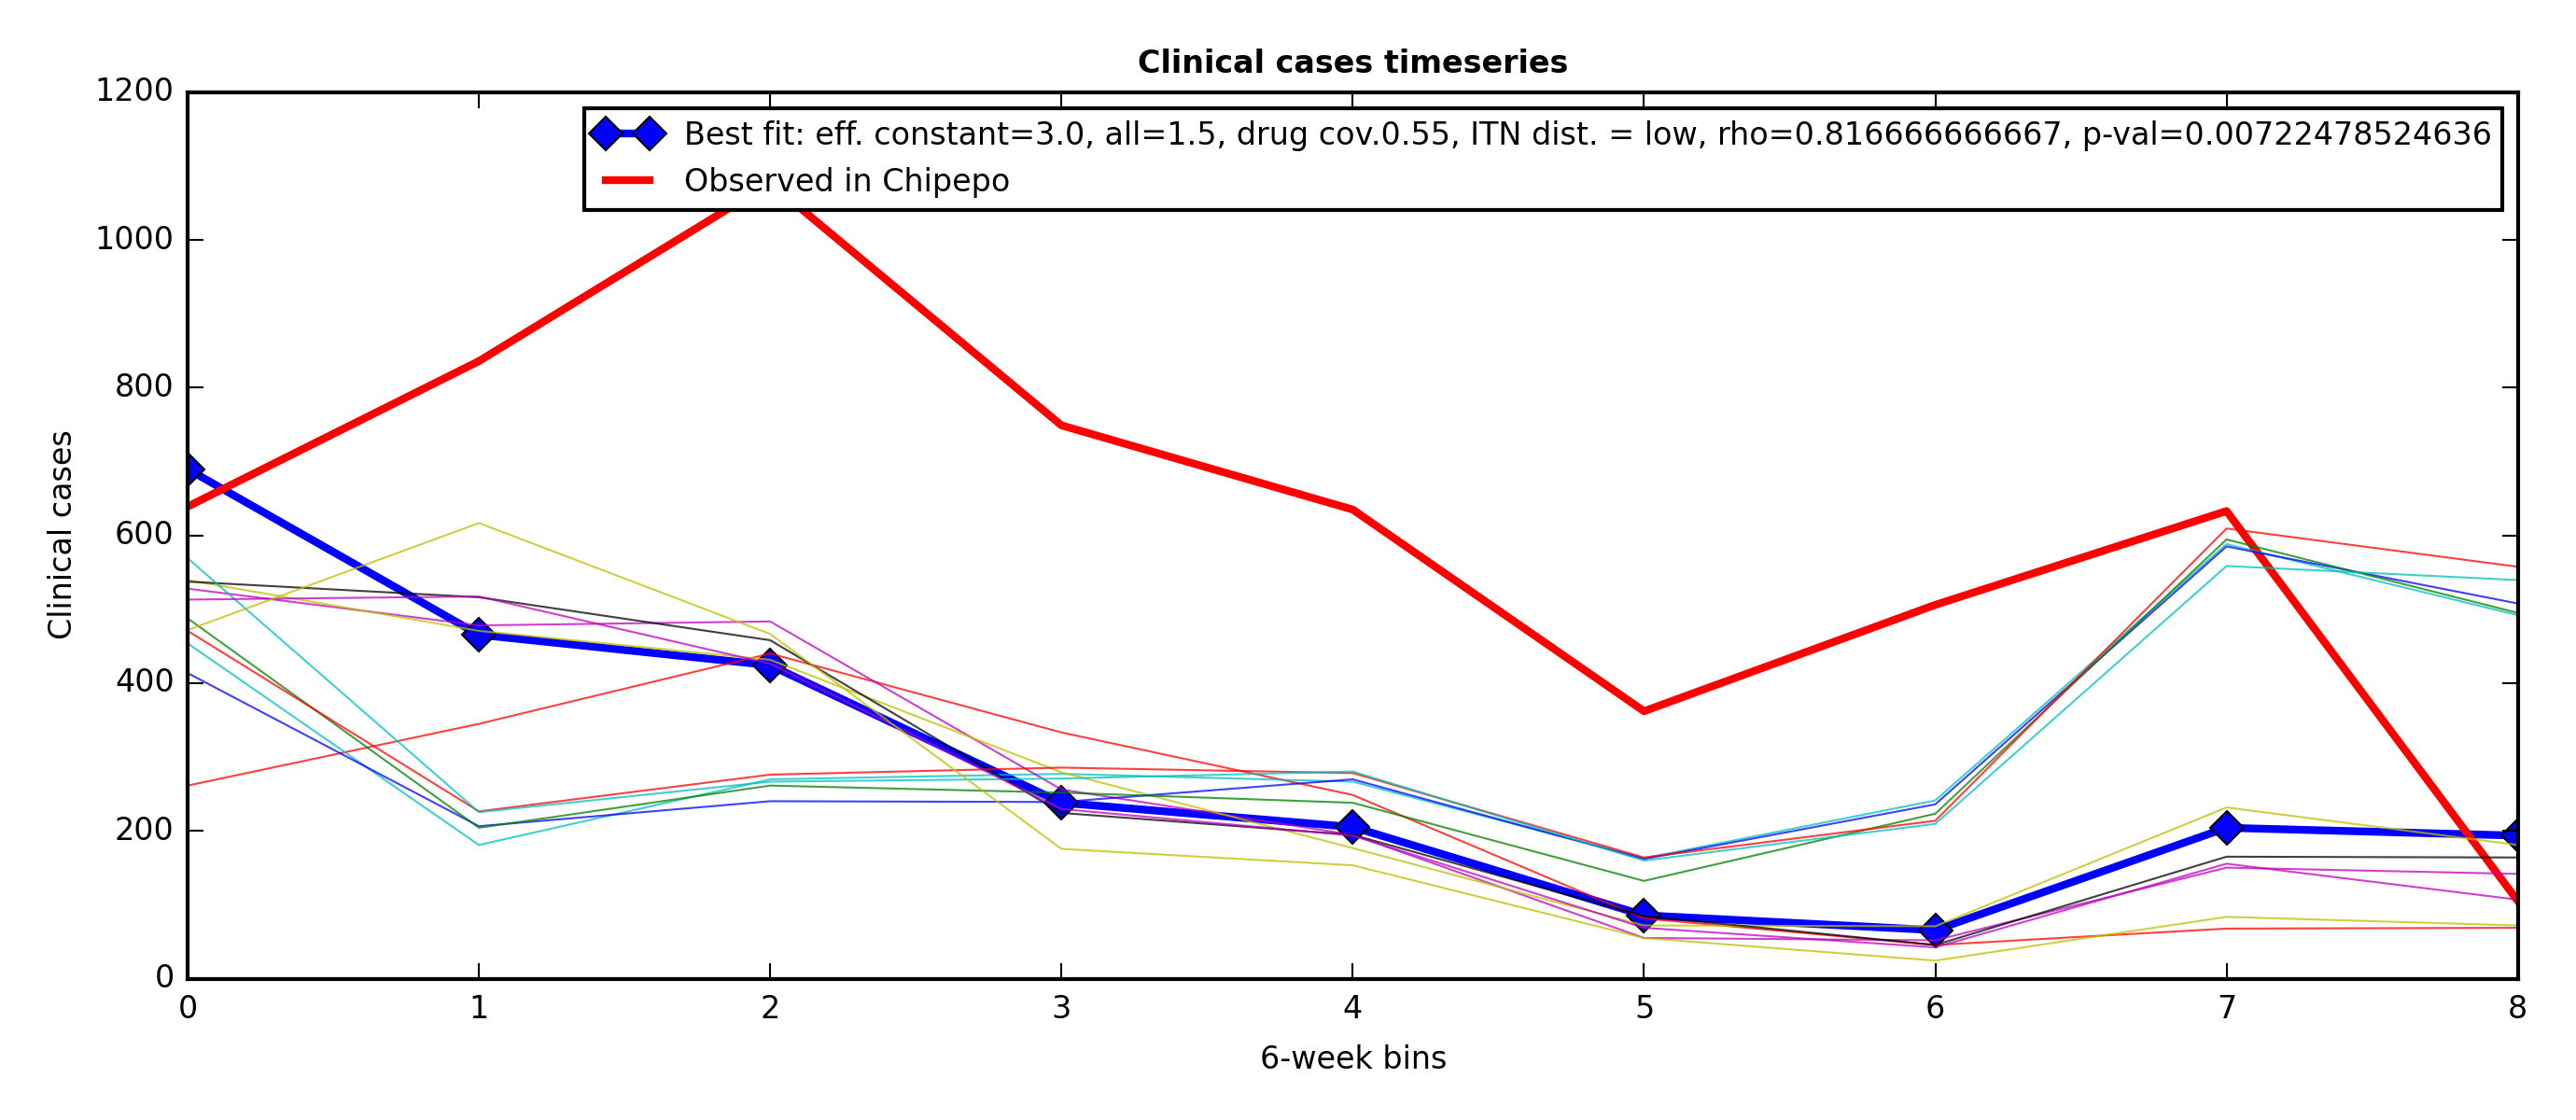 Clinical cases timeseries
Best fit: eff. constant=3.0, all=1.5, drug cov.0.55, ITN dist. = low, rho=0.816666666667, p-val=0.00722478524636
Observed in Chipepo
1200
1000
800
600
400
200
0
Clinical cases
0 1 2 3 4 5 6 7 8
6-week bins